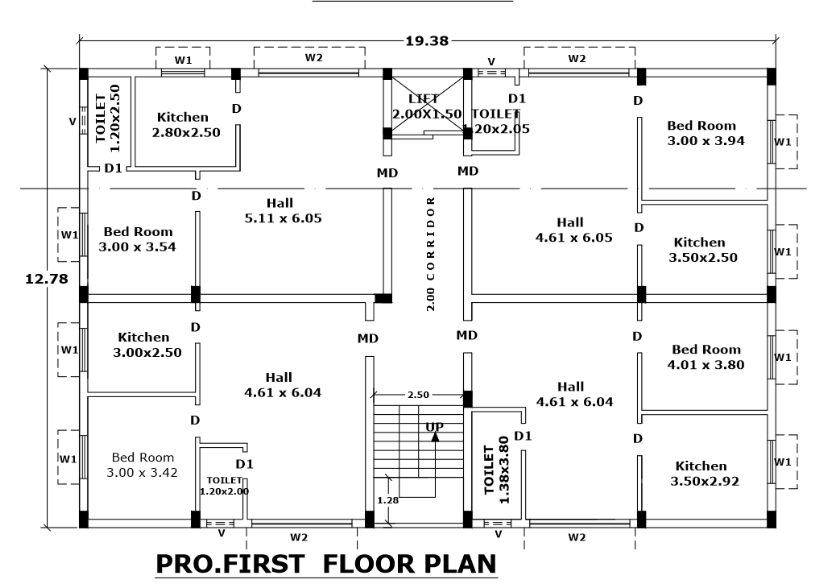 19.38
W1
W2
V
W2
TOILET
1.20x2.50
Kitchen
2.80x2.50
D
LIFT
2.00X1.50
D1
TOILET
1.20x2.05
D
Bed Room
3.00 x 3.94
V
W1
D1
MD
MD
D
Hall
5.11 x 6.05
2.00 CORRIDOR
Hall
4.61 x 6.05
D
W1
Bed Room
3.00 x 3.54
Kitchen
3.50x2.50
W1
12.78
D
MD
MD
D
W1
Kitchen
3.00x2.50
Bed Room
4.01 x 3.80
W1
Hall
4.61 x 6.04
2.50
Hall
4.61 x 6.04
D
UP
D1
D
W1
Bed Room
3.00 x 3.42
D1
TOILET
1.20x2.00
TOILET
1.38x3.80
Kitchen
3.50x2.92
W1
1.28
V
W2
V
W2
PRO.FIRST FLOOR PLAN